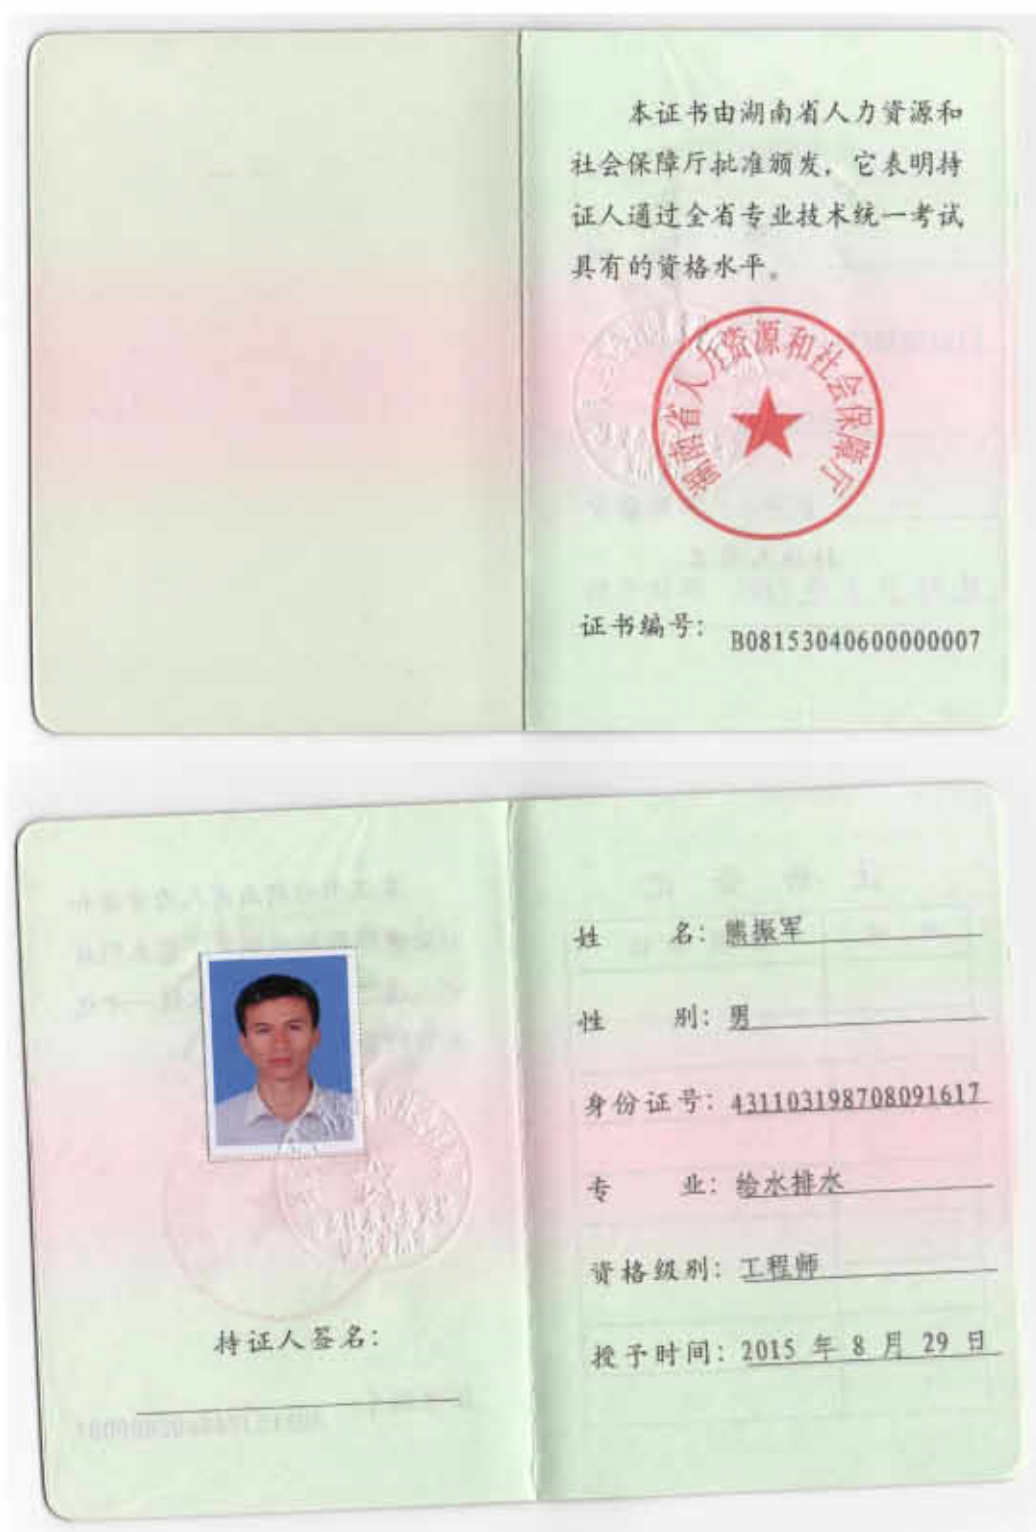 本证书由湖南省人力资源和
社会保障厅批准颁发，它表明持
证人通过全省专业技术统一考试
具有的资格水平。
湖南省人力资源和社会保障厅
证书编号： B08153040600000007
姓 名：熊振军
性 别：男
身份证号：431103198708091617
专 业：给水排水
资格级别：工程师
授予时间：2015 年 8 月 29 日
持证人签名：